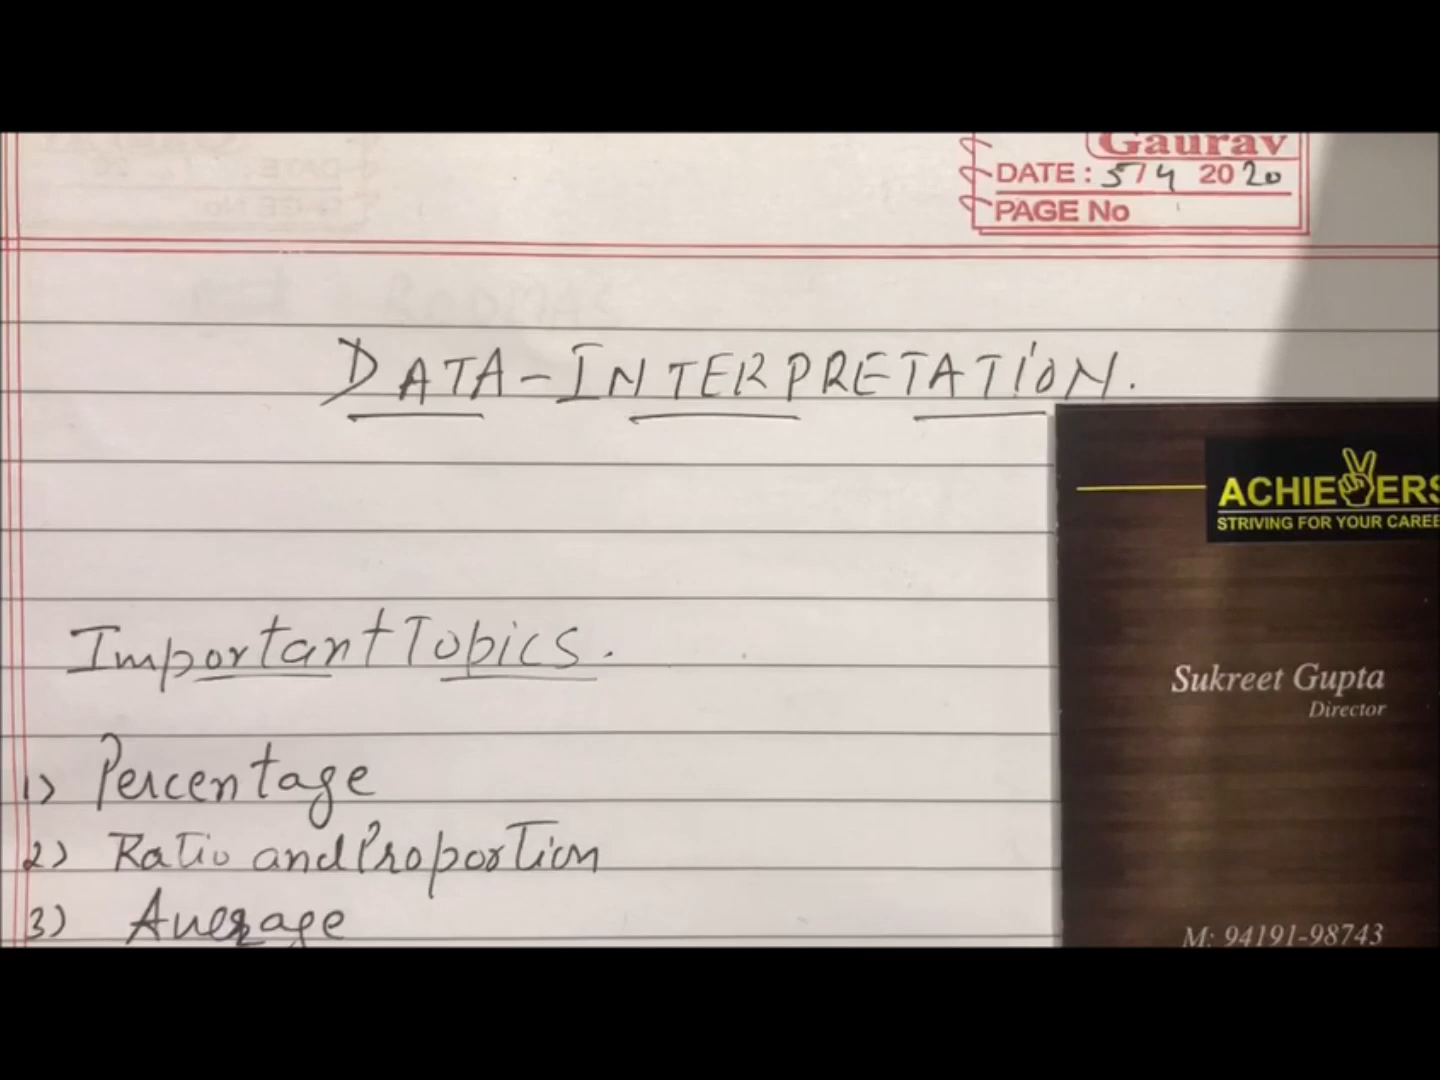 Gaurav
DATE : 5/4 2020
PAGE No
DATA-INTERPRETATION.
ACHIEVERS
STRIVING FOR YOUR CAREE
Important Topics.
Sukreet Gupta
Director
1) Percentage
2) Ratio and Proportion
3) Average
M: 94191-98743